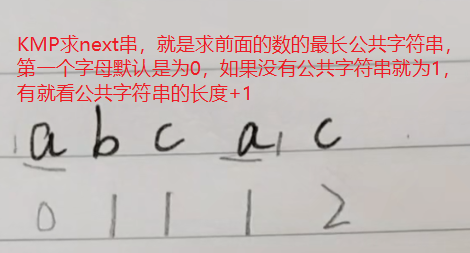 KMP求next串，就是求前面的数的最长公共字符串，
第一个字母默认是为0，如果没有公共字符串就为1，
有就看公共字符串的长度+1
a b c a c
0 1 1 1 2